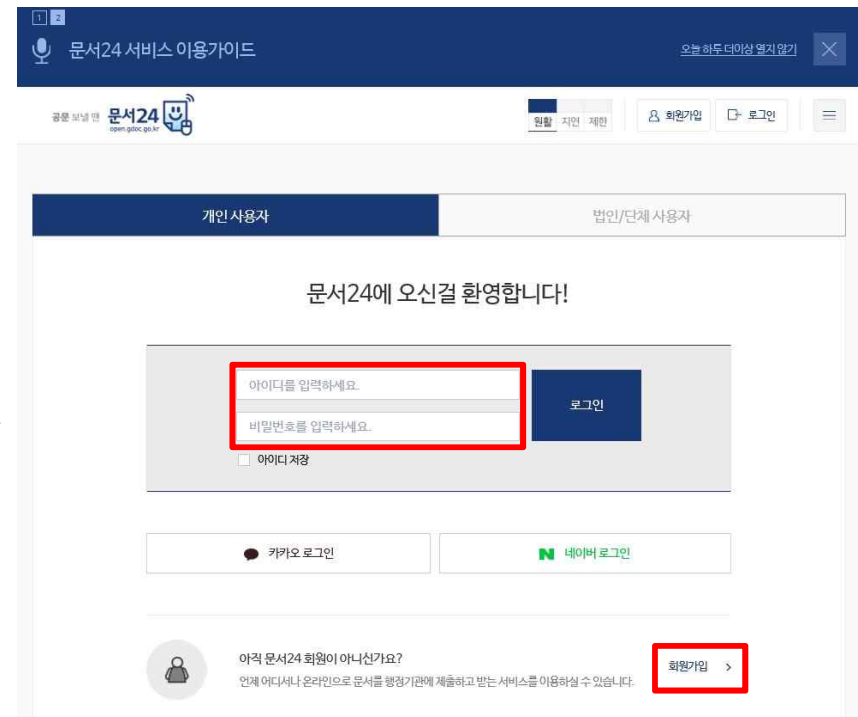 1 2
문서24 서비스 이용가이드
오늘 하루 더이상 열지 않기
공문 보낼 땐 문서24
open.gdoc.go.kr
원활 지연 제한
회원가입
로그인
개인 사용자
법인/단체 사용자
문서24에 오신걸 환영합니다!
아이디를 입력하세요.
비밀번호를 입력하세요.
로그인
아이디 저장
카카오 로그인
네이버 로그인
아직 문서24 회원이 아니신가요?
언제 어디서나 온라인으로 문서를 행정기관에 제출하고 받는 서비스를 이용하실 수 있습니다.
회원가입 >